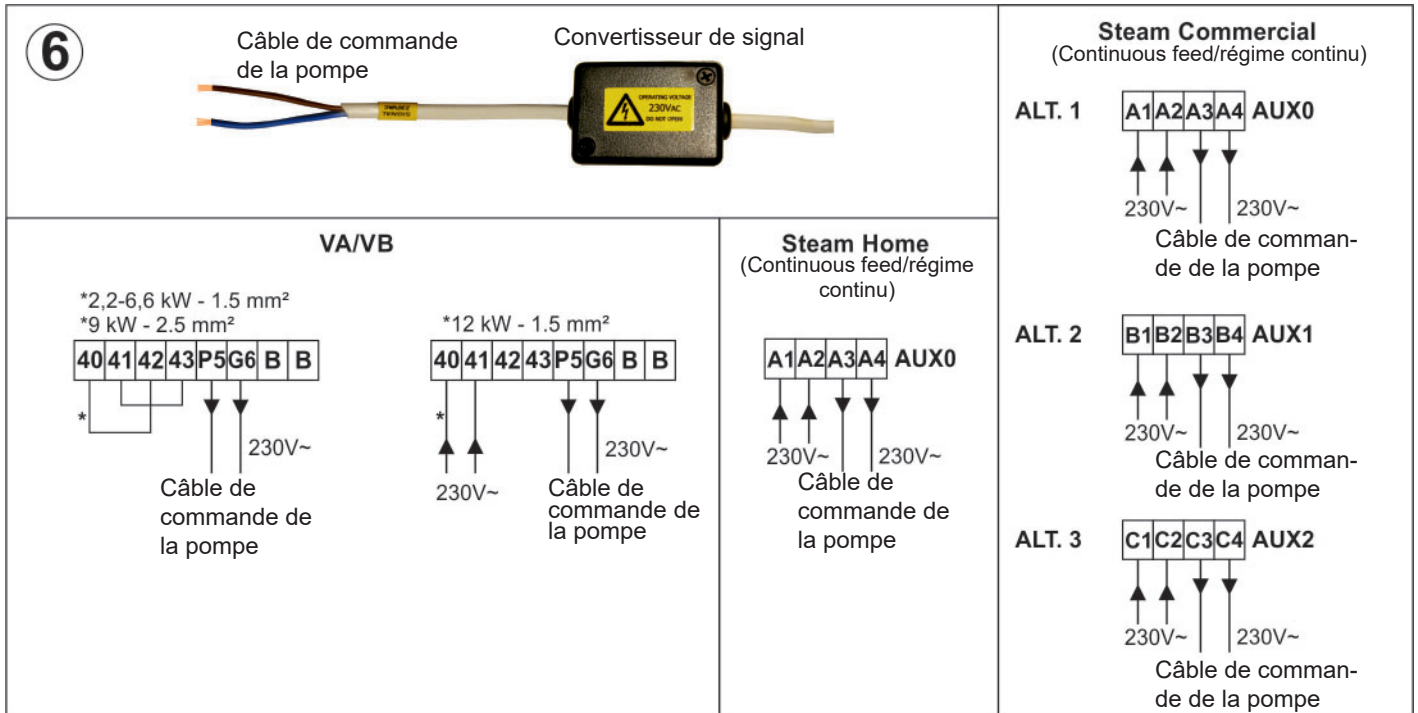 6
Câble de commande
de la pompe
Convertisseur de signal
OPERATING VOLTAGE
230VAC
DO NOT OPEN
VA/VB
*2,2-6,6 kW - 1.5 mm²
*9 kW - 2.5 mm²
40 41 42 43 P5 G6 B B
*
230V~
Câble de
commande de
la pompe
*12 kW - 1.5 mm²
40 41 42 43 P5 G6 B B
*
230V~
230V~
Câble de
commande de
la pompe
Steam Home
(Continuous feed/régime
continu)
A1 A2 A3 A4 AUX0
230V~ 230V~
Câble de
commande de
la pompe
Steam Commercial
(Continuous feed/régime continu)
ALT. 1 A1 A2 A3 A4 AUX0
230V~ 230V~
Câble de comman-
de de la pompe
ALT. 2 B1 B2 B3 B4 AUX1
230V~ 230V~
Câble de comman-
de de la pompe
ALT. 3 C1 C2 C3 C4 AUX2
230V~ 230V~
Câble de comman-
de de la pompe